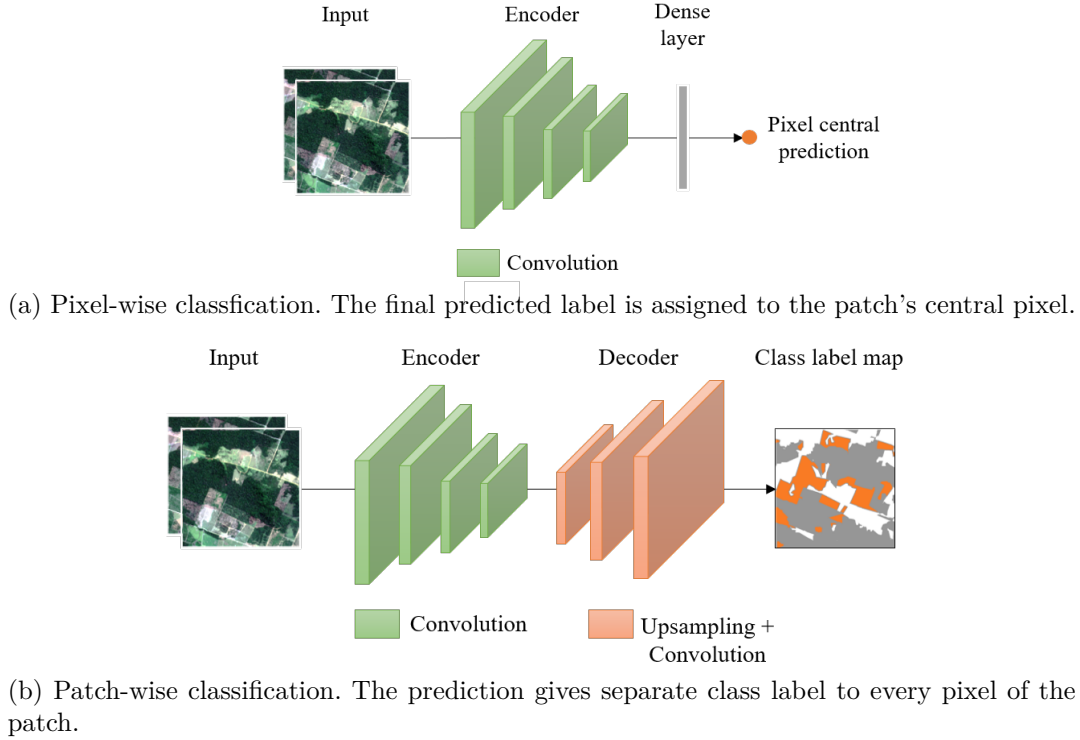 Input
Encoder
Dense
layer
Pixel central
prediction
Convolution
(a) Pixel-wise classfication. The final predicted label is assigned to the patch's central pixel.
Input
Encoder
Decoder
Class label map
Convolution
Upsampling +
Convolution
(b) Patch-wise classification. The prediction gives separate class label to every pixel of the
patch.